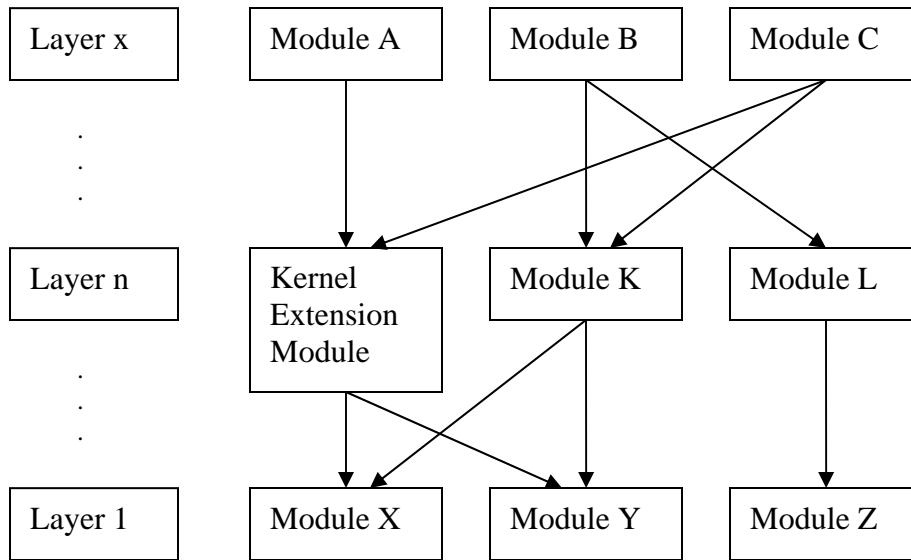 Layer x
Module A
Module B
Module C
.
.
.
Layer n
Kernel
Extension
Module
Module K
Module L
.
.
.
Layer 1
Module X
Module Y
Module Z